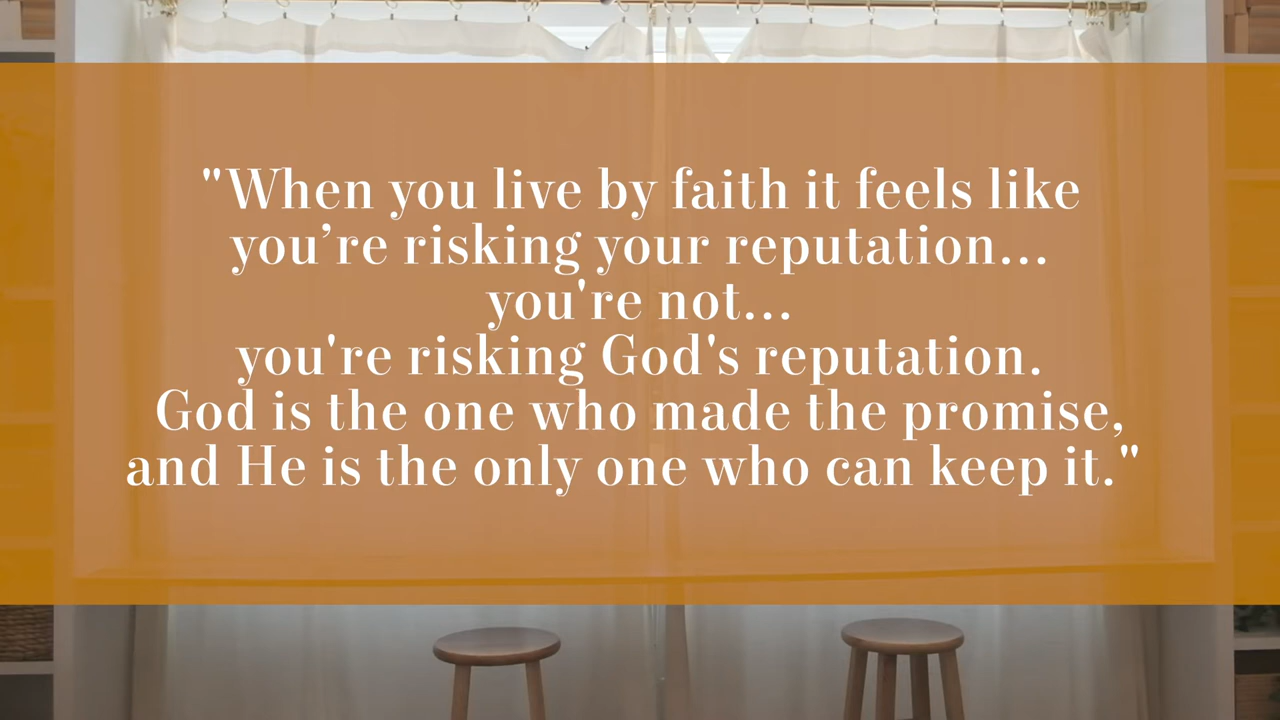 "When you live by faith it feels like
you’re risking your reputation...
you're not...
you're risking God's reputation.
God is the one who made the promise,
and He is the only one who can keep it."